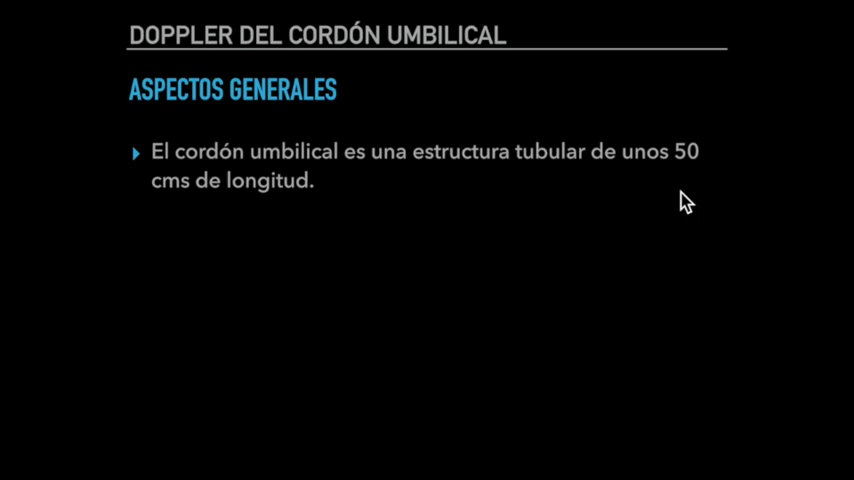 DOPPLER DEL CORDÓN UMBILICAL
ASPECTOS GENERALES
El cordón umbilical es una estructura tubular de unos 50
cms de longitud.